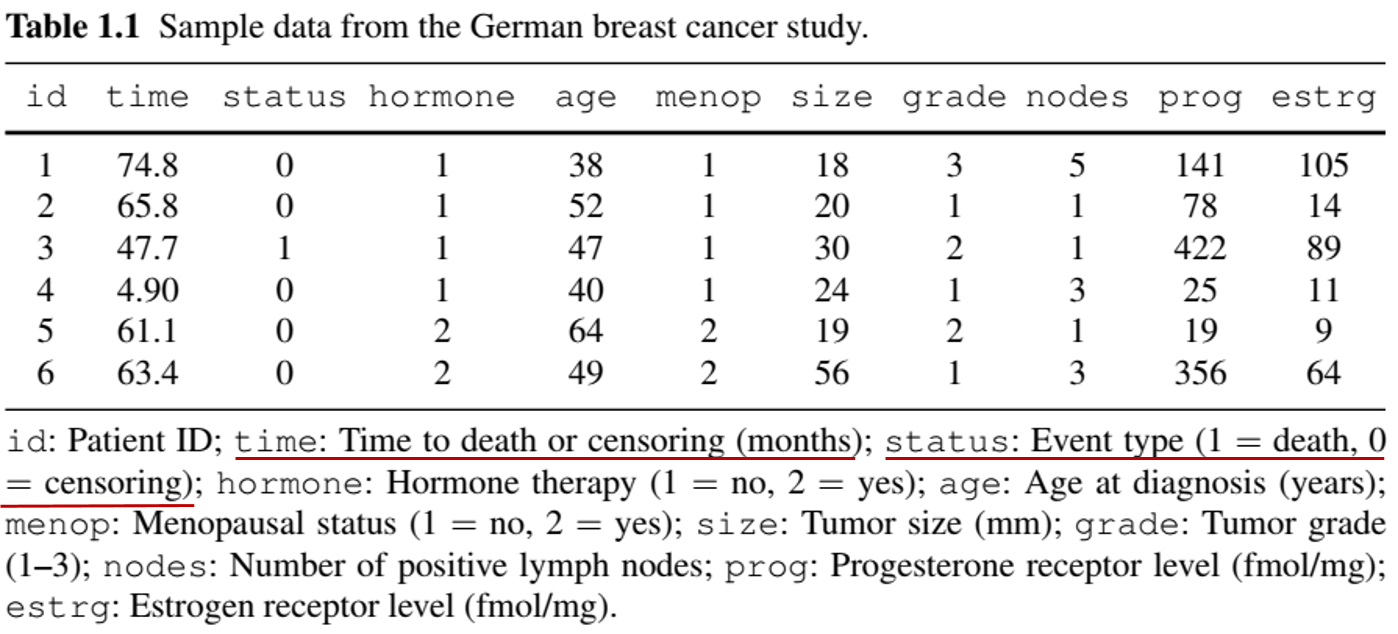 Table 1.1 Sample data from the German breast cancer study.
id time status hormone age menop size grade nodes prog estrg
1 74.8 0 1 38 1 18 3 5 141 105
2 65.8 0 1 52 1 20 1 1 78 14
3 47.7 1 1 47 1 30 2 1 422 89
4 4.90 0 1 40 1 24 1 3 25 11
5 61.1 0 2 64 2 19 2 1 19 9
6 63.4 0 2 49 2 56 1 3 356 64
id: Patient ID; time: Time to death or censoring (months); status: Event type (1 = death, 0
= censoring); hormone: Hormone therapy (1 = no, 2 = yes); age: Age at diagnosis (years);
menop: Menopausal status (1 = no, 2 = yes); size: Tumor size (mm); grade: Tumor grade
(1–3); nodes: Number of positive lymph nodes; prog: Progesterone receptor level (fmol/mg);
estrg: Estrogen receptor level (fmol/mg).